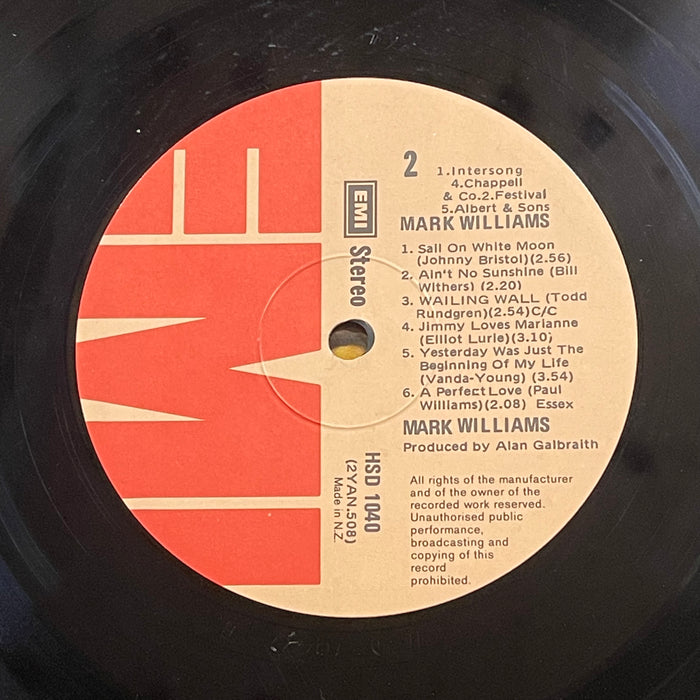 EMI
EMI
Stereo
HSD 1040
(2YAN.508)
Made in N.Z
2
1.Intersong
4.Chappell
& Co.2.Festival
5.Albert & Sons
MARK WILLIAMS
1. Sail On White Moon
(Johnny Bristol)(2.56)
2. Ain't No Sunshine (Bill
Withers) (2.20)
3. WAILING WALL (Todd
Rundgren)(2.54)C/C
4. Jimmy Loves Marianne
(Elliot Lurie)(3.10)
5. Yesterday Was Just The
Beginning Of My Life
(Vanda-Young) (3.54)
6. A Perfect Love (Paul
Williams)(2.08) Essex
MARK WILLIAMS
Produced by Alan Galbraith
All rights of the manufacturer
and of the owner of the
recorded work reserved.
Unauthorised public
performance,
broadcasting and
copying of this
record
prohibited.